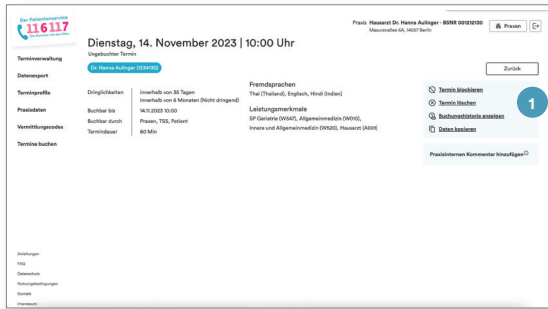 Der Patientenservice
116117
Praxis Hausarzt Dr. Hanna Aulinger - BSNR 001212130
Masurenallee 6A, 14057 Berlin
Praxen
Dienstag, 14. November 2023 | 10:00 Uhr
Ungebuchter Termin
Dr. Hanna Aulinger (1234130)
Zurück
Terminverwaltung
Datenexport
Terminprofile
Praxisdaten
Vermittlungscodes
Termine buchen
Dringlichkeiten
Innerhalb von 35 Tagen
Innerhalb von 6 Monaten (Nicht dringend)
Buchbar bis
14.11.2023 10:00
Buchbar durch
Praxen, TSS, Patient
Termindauer
60 Min
Fremdsprachen
Thai (Thailand), Englisch, Hindi (Indien)
Leistungsmerkmale
SP Geriatrie (W547), Allgemeinmedizin (W010),
Innere und Allgemeinmedizin (W520), Hausarzt (A001)
Termin blockieren
Termin löschen
Buchungshistorie anzeigen
Daten kopieren
1
Praxisinternen Kommentar hinzufügen
Anleitungen
FAQ
Datenschutz
Nutzungsbedingungen
Kontakt
Impressum